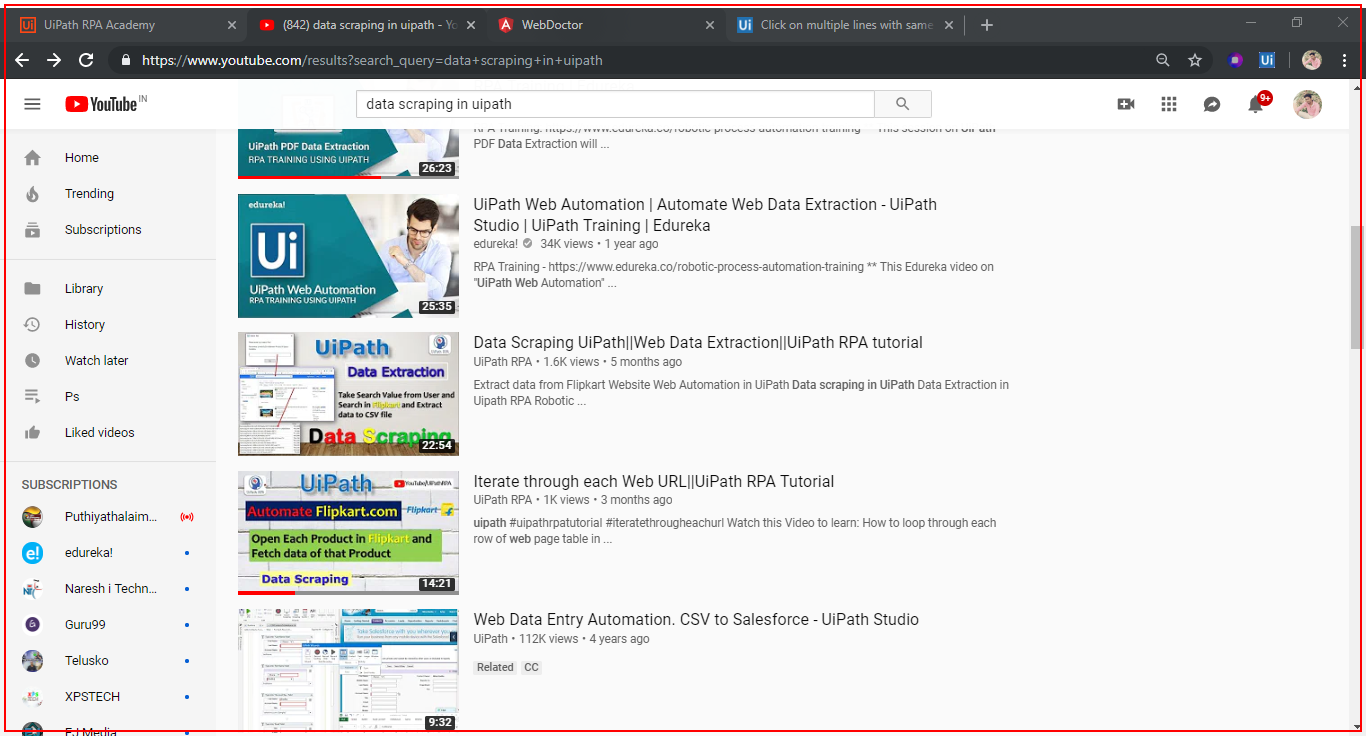 UiPath RPA Academy
(842) data scraping in uipath - Yo
WebDoctor
Click on multiple lines with same
https://www.youtube.com/results?search_query=data+scraping+in+uipath
YouTube IN
data scraping in uipath
9+
Home
Trending
Subscriptions
Library
History
Watch later
Ps
Liked videos
SUBSCRIPTIONS
Puthiyathalaim...
edureka!
Naresh i Techn...
Guru99
Telusko
XPSTECH
EJ Media
UiPath PDF Data Extraction
RPA TRAINING USING UIPATH
26:23
RPA Training: https://www.edureka.co/robotic-process-automation-training ** This session on UiPath
PDF Data Extraction will ...
edureka!
Ui
UiPath Web Automation
RPA TRAINING USING UIPATH
25:35
UiPath Web Automation | Automate Web Data Extraction - UiPath
Studio | UiPath Training | Edureka
edureka! 34K views • 1 year ago
RPA Training - https://www.edureka.co/robotic-process-automation-training ** This Edureka video on
"UiPath Web Automation" ...
UiPath
Data Extraction
Take Search Value from User and
Search in Flipkart and Extract
data to CSV file
Data Scraping
22:54
Data Scraping UiPath||Web Data Extraction||UiPath RPA tutorial
UiPath RPA • 1.6K views • 5 months ago
Extract data from Flipkart Website Web Automation in UiPath Data scraping in UiPath Data Extraction in
Uipath RPA Robotic ...
UiPath
YouTube/UiPathRPA
Automate Flipkart.com
Flipkart
Open Each Product in Flipkart and
Fetch data of that Product
Data Scraping
14:21
Iterate through each Web URL||UiPath RPA Tutorial
UiPath RPA • 1K views • 3 months ago
uipath #uipathrpatutorial #iteratethrougheachurl Watch this Video to learn: How to loop through each
row of web page table in ...
9:32
Web Data Entry Automation. CSV to Salesforce - UiPath Studio
UiPath • 112K views • 4 years ago
Related CC